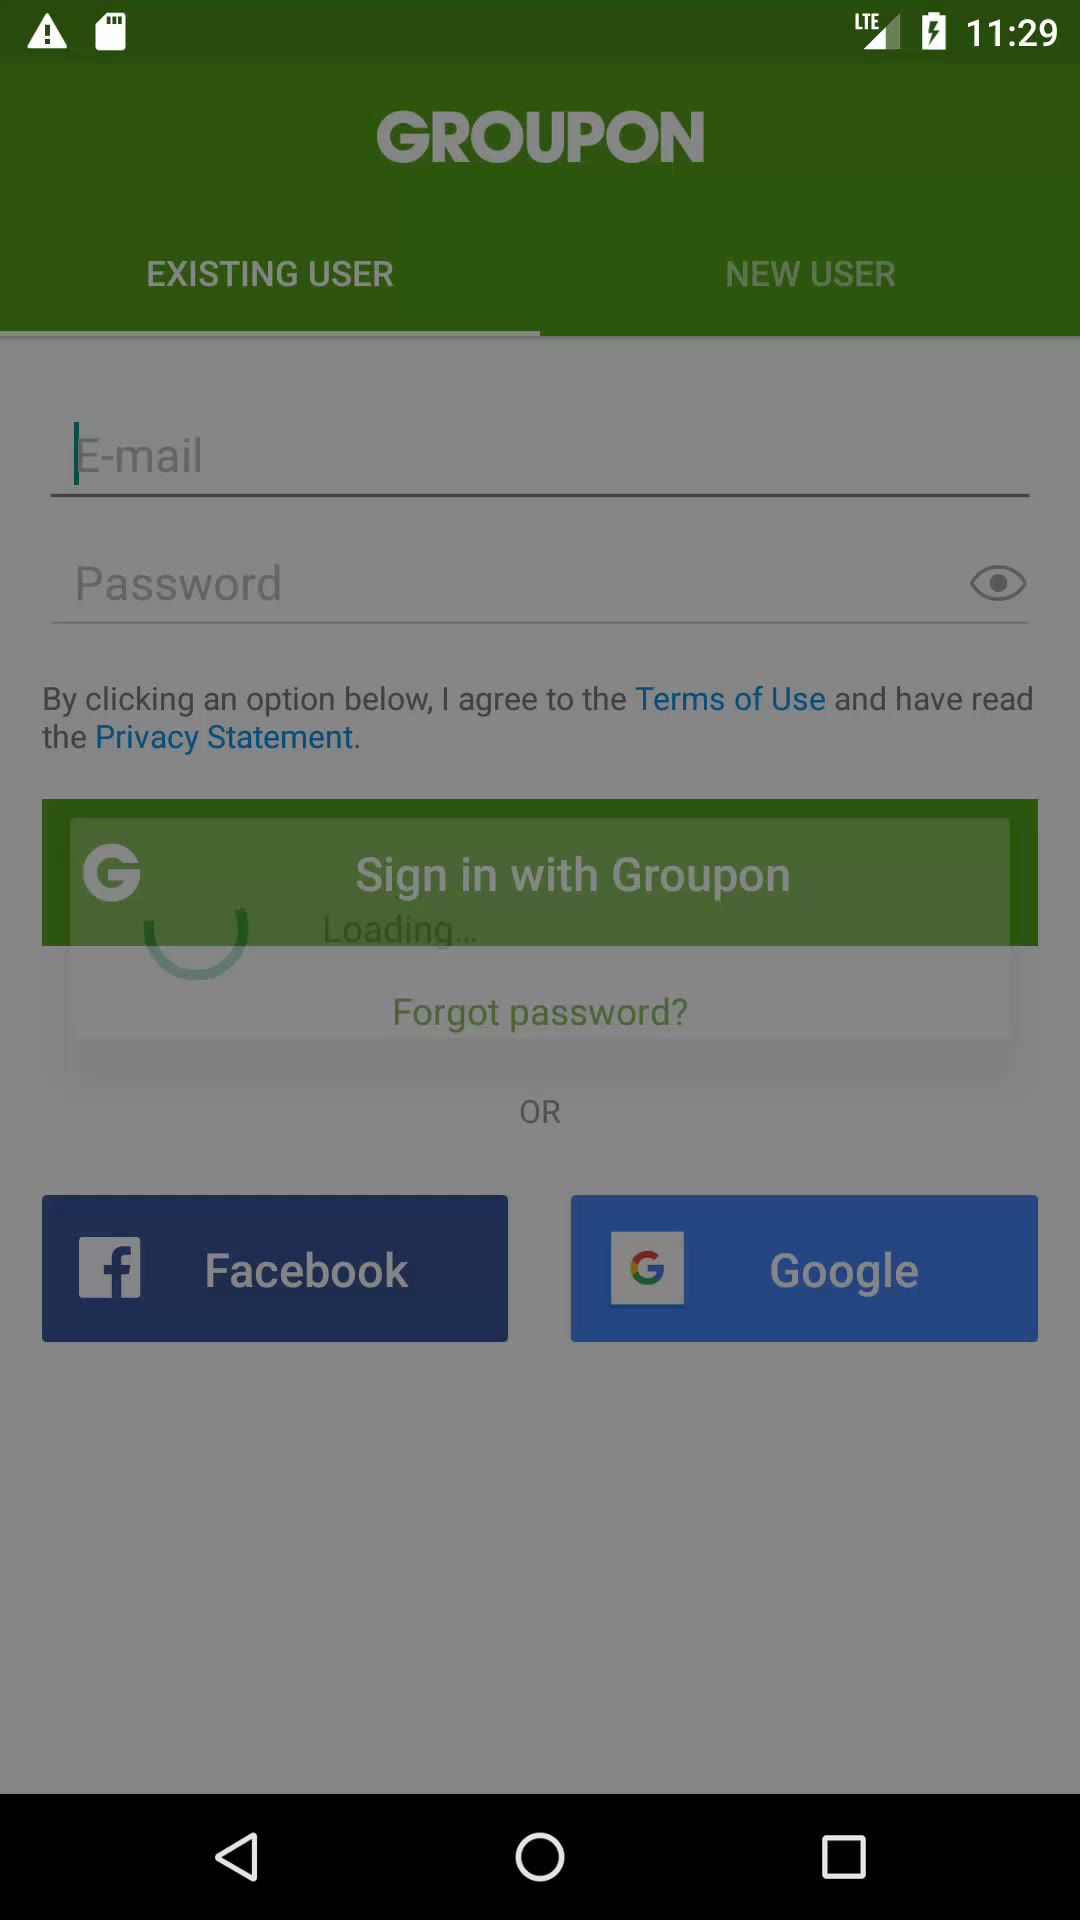 LTE 11:29
GROUPON
EXISTING USER NEW USER
E-mail
Password
By clicking an option below, I agree to the Terms of Use and have read
the Privacy Statement.
G Sign in with Groupon
Loading...
Forgot password?
OR
f Facebook G Google